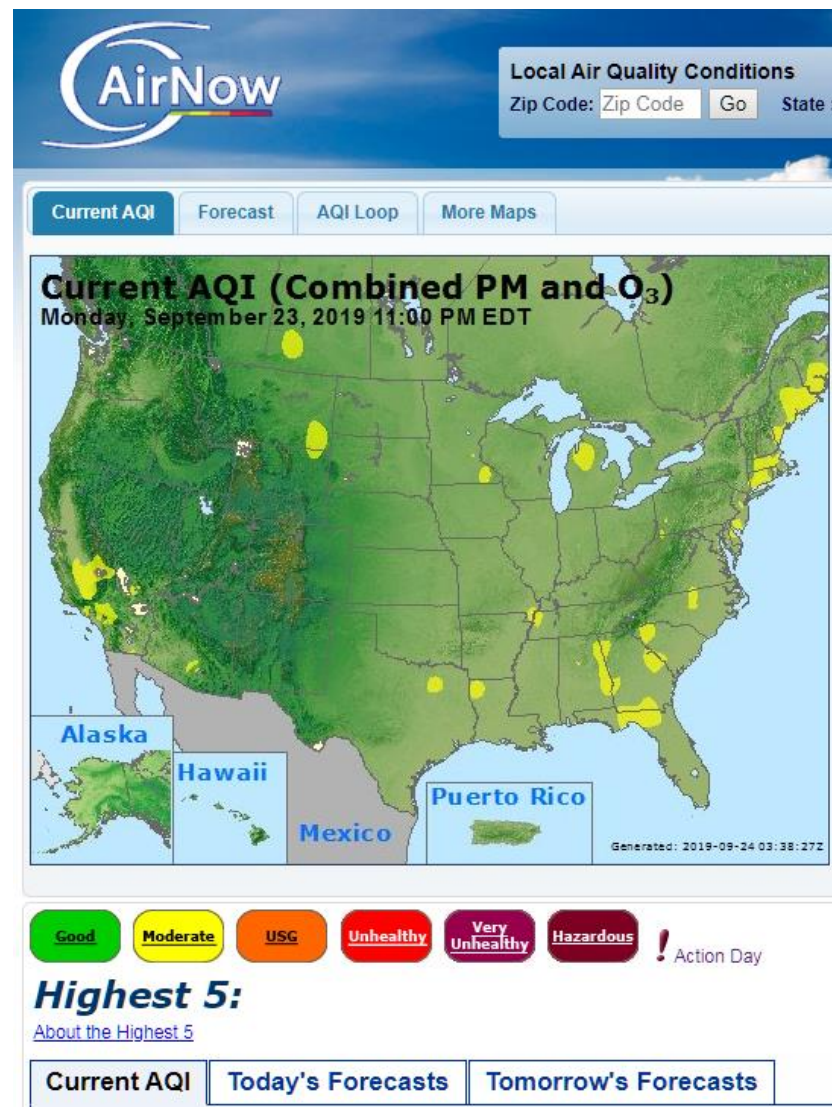 AirNow
Local Air Quality Conditions
Zip Code: Zip Code Go State
Current AQI Forecast AQI Loop More Maps
Current AQI (Combined PM and O₃)
Monday, September 23, 2019 11:00 PM EDT
Alaska
Hawaii
Mexico
Puerto Rico
Generated: 2019-09-24 03:38:27Z
Good Moderate USG Unhealthy Very Unhealthy Hazardous ! Action Day
Highest 5:
About the Highest 5
Current AQI Today's Forecasts Tomorrow's Forecasts